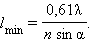 l_min = 0,61λ / (n sin α).